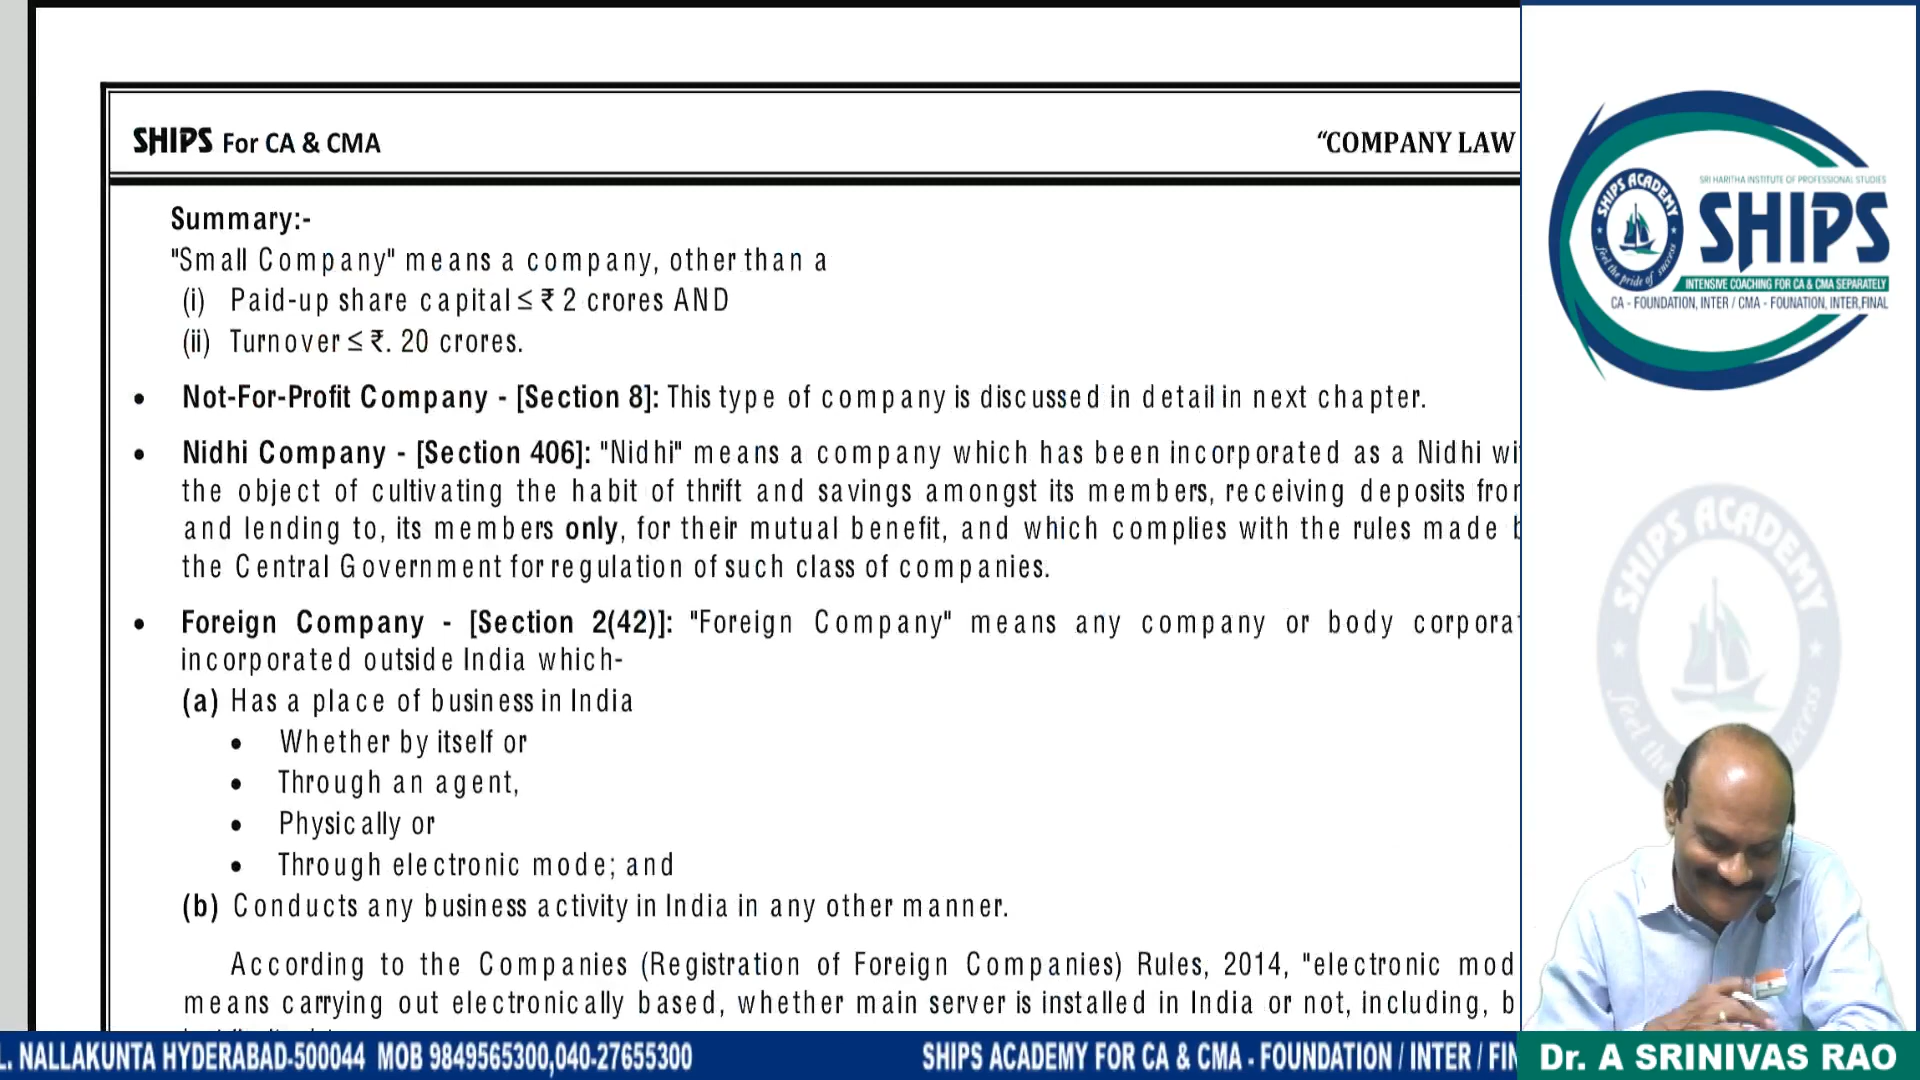 SHIPS For CA & CMA
“COMPANY LAW
Summary:-
"Small Company" means a company, other than a
(i) Paid-up share capital ≤ ₹ 2 crores AND
(ii) Turnover ≤ ₹. 20 crores.
• Not-For-Profit Company - [Section 8]: This type of company is discussed in detail in next chapter.
• Nidhi Company - [Section 406]: "Nidhi" means a company which has been incorporated as a Nidhi wi
the object of cultivating the habit of thrift and savings amongst its members, receiving deposits fro
and lending to, its members only, for their mutual benefit, and which complies with the rules made
the Central Government for regulation of such class of companies.
• Foreign Company - [Section 2(42)]: "Foreign Company" means any company or body corpora
incorporated outside India which-
(a) Has a place of business in India
• Whether by itself or
• Through an agent,
• Physically or
• Through electronic mode; and
(b) Conducts any business activity in India in any other manner.
According to the Companies (Registration of Foreign Companies) Rules, 2014, "electronic mod
means carrying out electronically based, whether main server is installed in India or not, including, b
SRI HARITHA INSTITUTE OF PROFESSIONAL STUDIES
SHIPS ACADEMY
feel the pride of success
SHIPS
INTENSIVE COACHING FOR CA & CMA SEPARATELY
CA - FOUNDATION, INTER / CMA - FOUNATION, INTER,FINAL
SHIPS ACADEMY
feel the
success
L. NALLAKUNTA HYDERABAD-500044 MOB 9849565300,040-27655300
SHIPS ACADEMY FOR CA & CMA - FOUNDATION / INTER / FIN
Dr. A SRINIVAS RAO